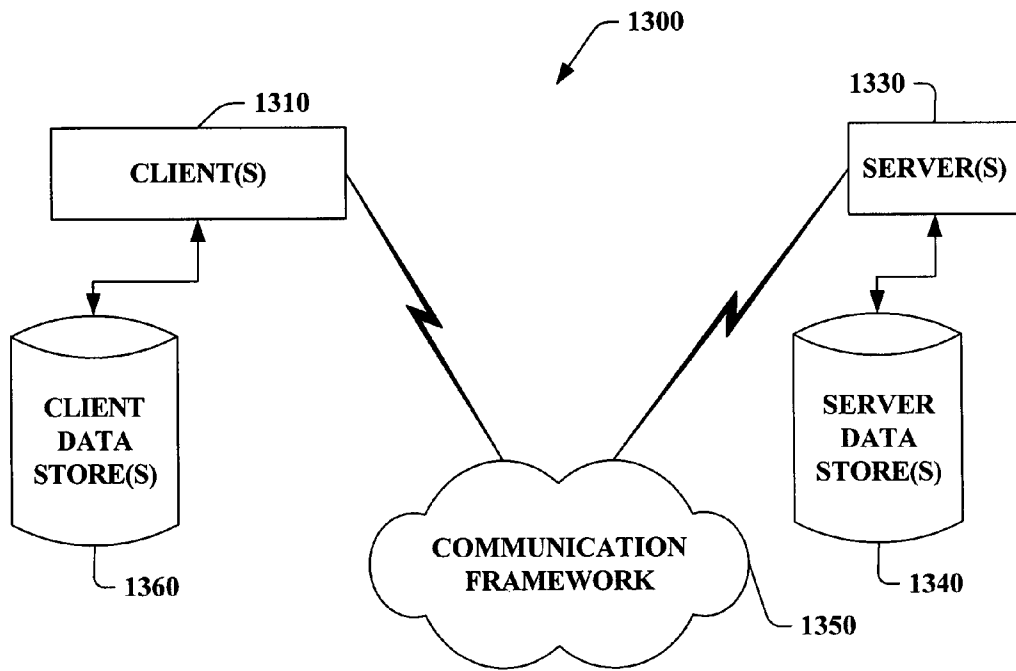 1300
1310
CLIENT(S)
1330
SERVER(S)
CLIENT
DATA
STORE(S)
1360
SERVER
DATA
STORE(S)
1340
COMMUNICATION
FRAMEWORK
1350